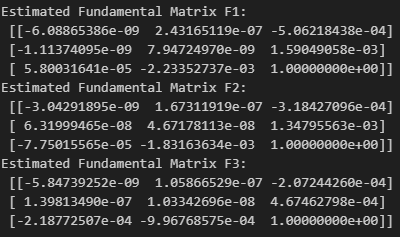 Estimated Fundamental Matrix F1:
[[-6.08865386e-09 2.43165119e-07 -5.06218438e-04]
[-1.11374095e-07 7.94724970e-09 1.59049058e-03]
[ 5.80031641e-05 -2.23352737e-03 1.00000000e+00]]
Estimated Fundamental Matrix F2:
[[-3.04291895e-09 1.67311919e-07 -3.18427096e-04]
[ 6.31999465e-08 4.67178113e-08 1.34795563e-03]
[-7.75015565e-05 -1.83163634e-03 1.00000000e+00]]
Estimated Fundamental Matrix F3:
[[-5.84739252e-09 1.05866529e-07 -2.07244260e-04]
[ 1.39813490e-07 1.03342696e-08 4.67462798e-04]
[-2.18772507e-04 -9.96768575e-04 1.00000000e+00]]